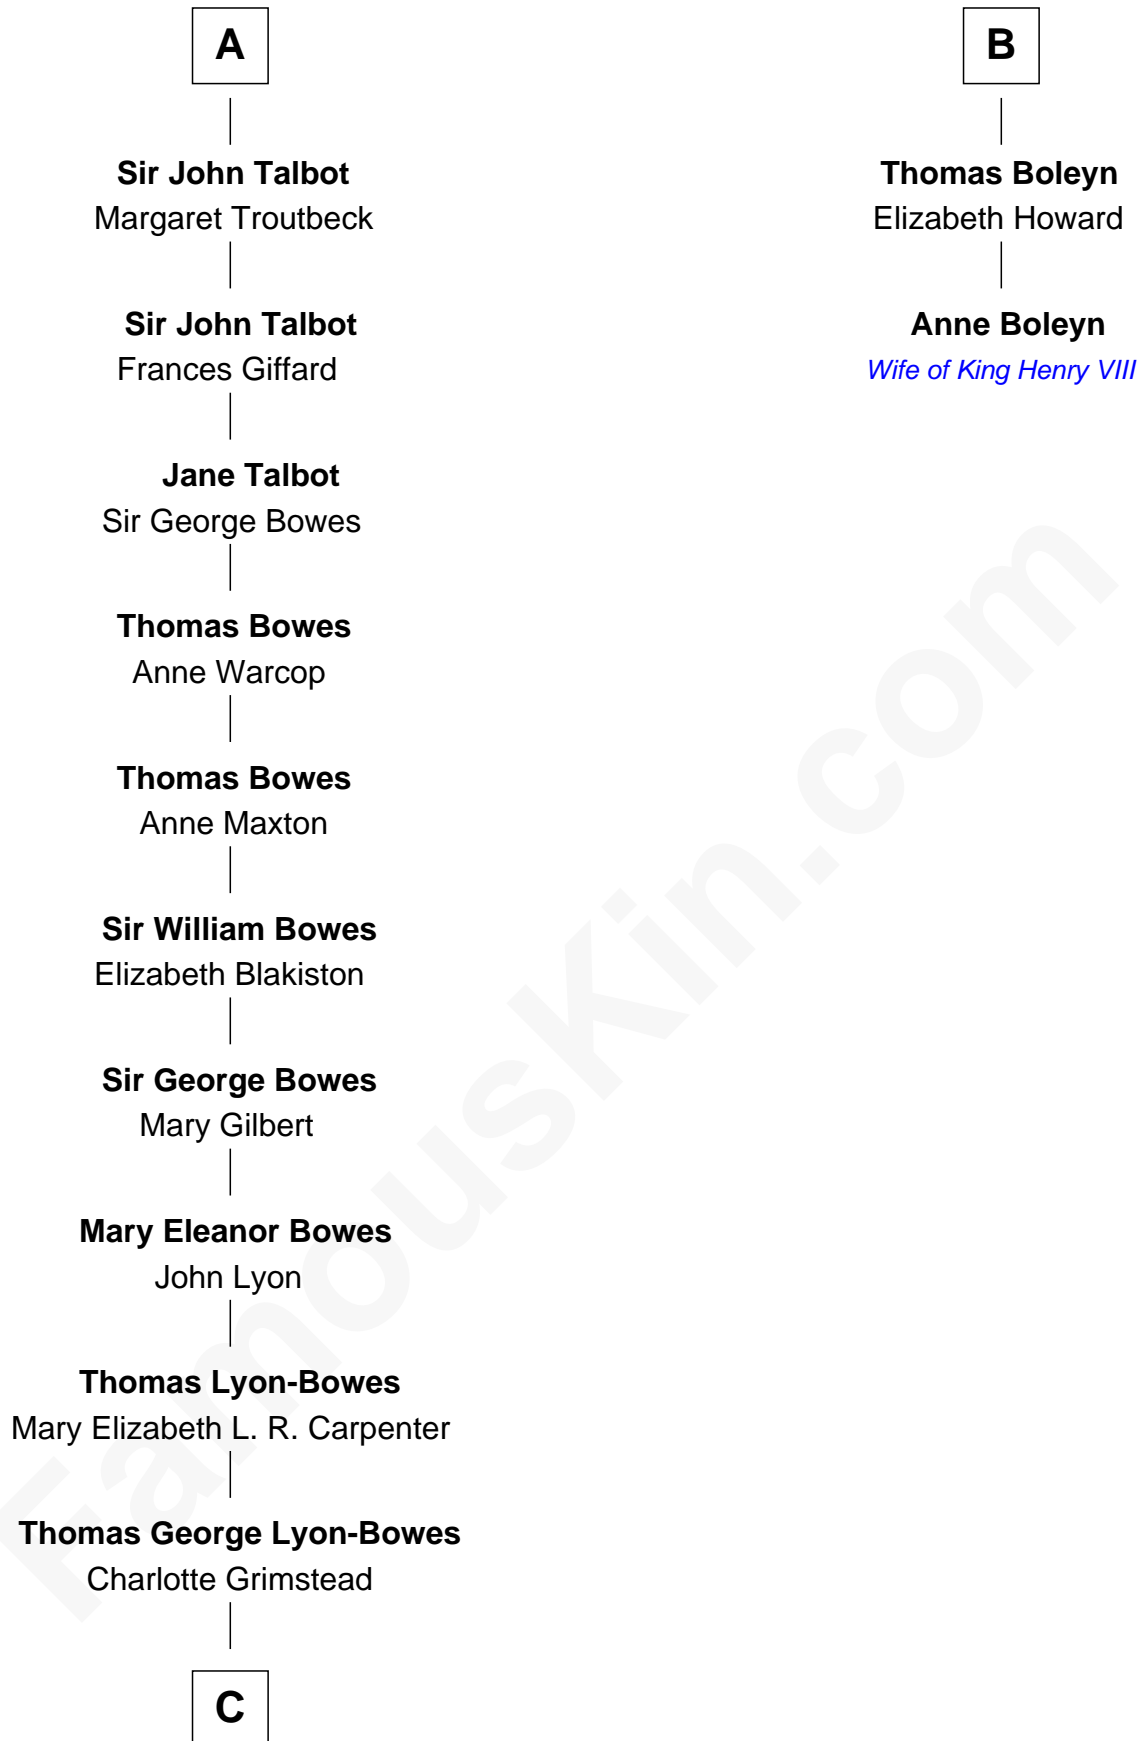 A
Sir John Talbot
Margaret Troutbeck
Sir John Talbot
Frances Giffard
Jane Talbot
Sir George Bowes
Thomas Bowes
Anne Warcop
Thomas Bowes
Anne Maxton
Sir William Bowes
Elizabeth Blakiston
Sir George Bowes
Mary Gilbert
Mary Eleanor Bowes
John Lyon
Thomas Lyon-Bowes
Mary Elizabeth L. R. Carpenter
Thomas George Lyon-Bowes
Charlotte Grimstead
C
B
Thomas Boleyn
Elizabeth Howard
Anne Boleyn
Wife of King Henry VIII
FamousKin.com